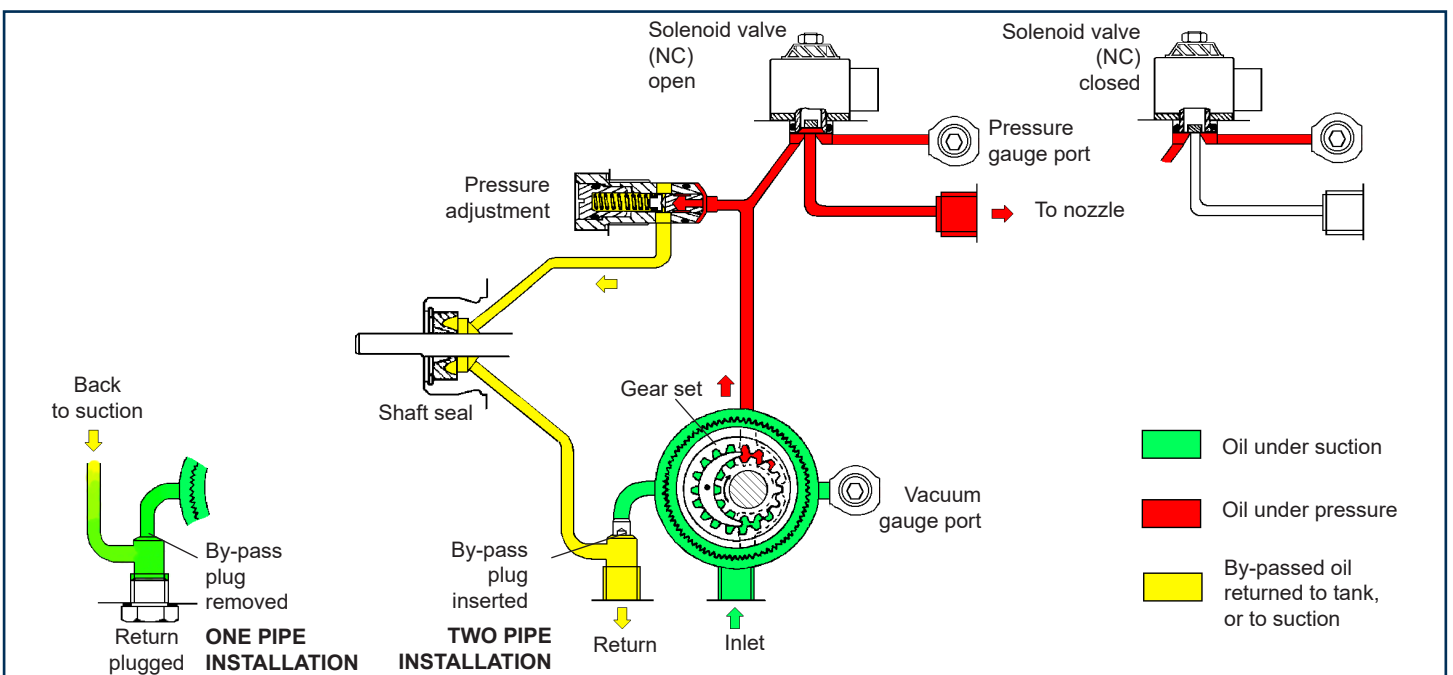 Solenoid valve
(NC)
open
Solenoid valve
(NC)
closed
Pressure
gauge port
Pressure
adjustment
To nozzle
Back
to suction
Shaft seal
Gear set
Oil under suction
Vacuum
gauge port
Oil under pressure
By-pass
plug
removed
By-pass
plug
inserted
By-passed oil
returned to tank,
or to suction
Return
plugged
ONE PIPE
INSTALLATION
TWO PIPE
INSTALLATION
Return
Inlet